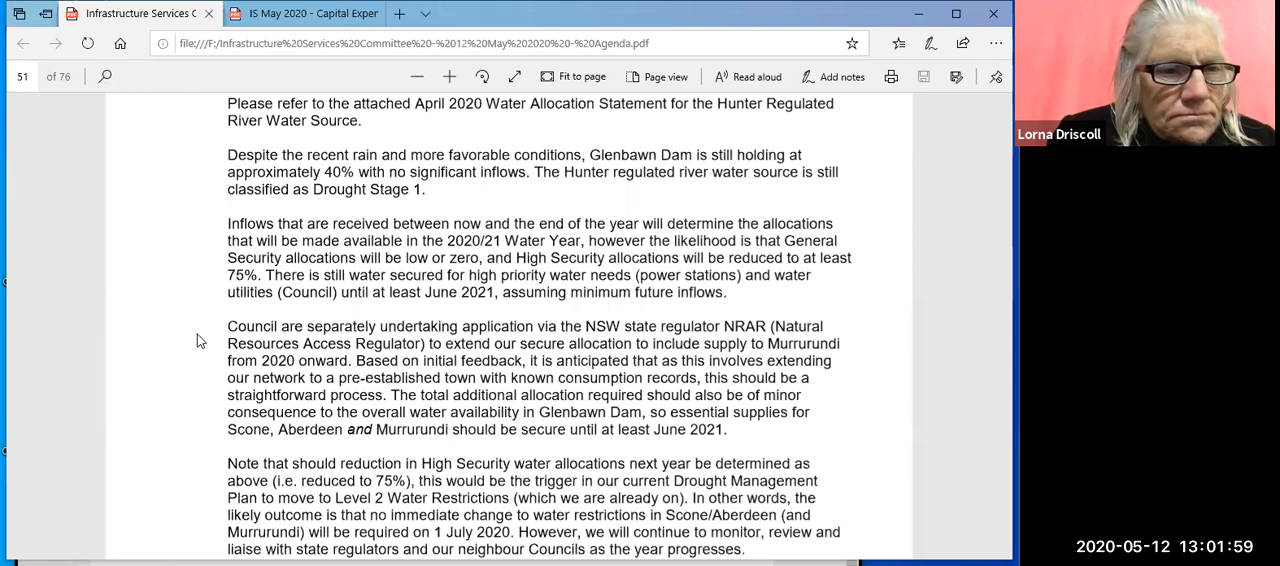 Infrastructure Services C
IS May 2020 - Capital Exper
file:///F:/Infrastructure%20Services%20Committee%20-%2012%20May%202020%20-%20Agenda.pdf
51 of 76
Fit to page
Page view
Read aloud
Add notes
Please refer to the attached April 2020 Water Allocation Statement for the Hunter Regulated
River Water Source.
Despite the recent rain and more favorable conditions, Glenbawn Dam is still holding at
approximately 40% with no significant inflows. The Hunter regulated river water source is still
classified as Drought Stage 1.
Inflows that are received between now and the end of the year will determine the allocations
that will be made available in the 2020/21 Water Year, however the likelihood is that General
Security allocations will be low or zero, and High Security allocations will be reduced to at least
75%. There is still water secured for high priority water needs (power stations) and water
utilities (Council) until at least June 2021, assuming minimum future inflows.
Council are separately undertaking application via the NSW state regulator NRAR (Natural
Resources Access Regulator) to extend our secure allocation to include supply to Murrurundi
from 2020 onward. Based on initial feedback, it is anticipated that as this involves extending
our network to a pre-established town with known consumption records, this should be a
straightforward process. The total additional allocation required should also be of minor
consequence to the overall water availability in Glenbawn Dam, so essential supplies for
Scone, Aberdeen and Murrurundi should be secure until at least June 2021.
Note that should reduction in High Security water allocations next year be determined as
above (i.e. reduced to 75%), this would be the trigger in our current Drought Management
Plan to move to Level 2 Water Restrictions (which we are already on). In other words, the
likely outcome is that no immediate change to water restrictions in Scone/Aberdeen (and
Murrurundi) will be required on 1 July 2020. However, we will continue to monitor, review and
liaise with state regulators and our neighbour Councils as the year progresses.
Lorna Driscoll
2020-05-12 13:01:59